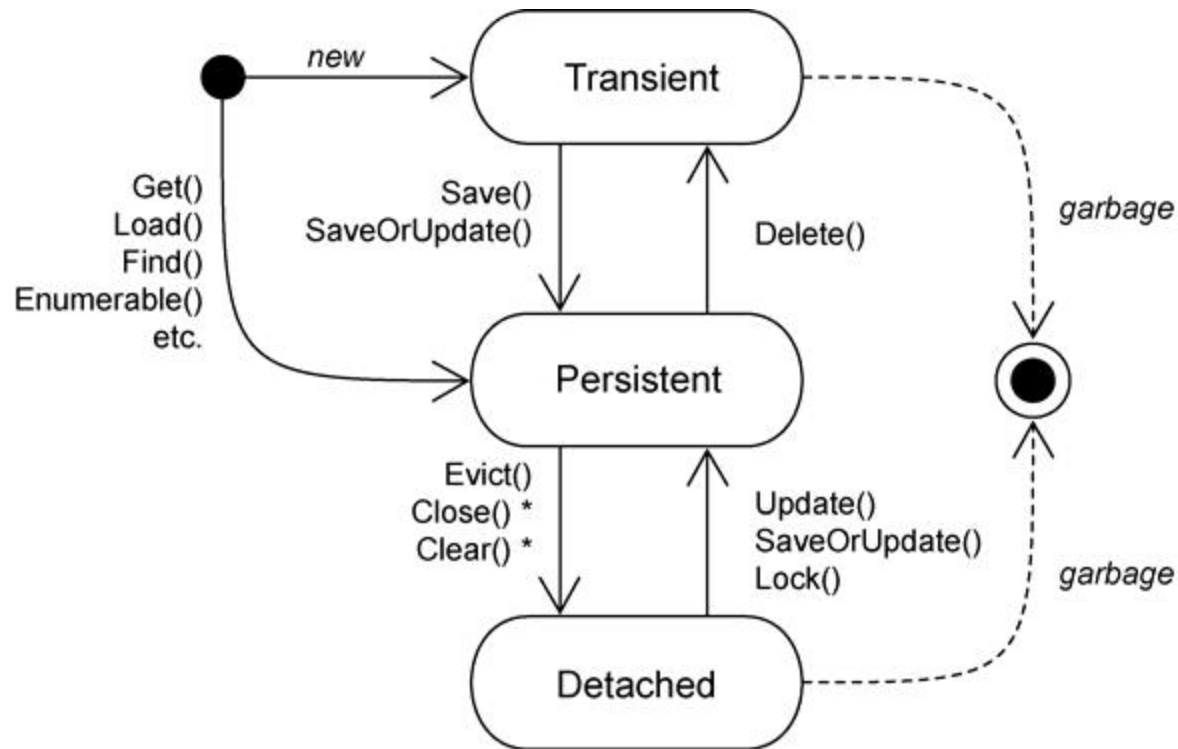 new
Transient
Get()
Load()
Find()
Enumerable()
etc.
Save()
SaveOrUpdate()
Delete()
garbage
Persistent
Evict()
Close() *
Clear() *
Update()
SaveOrUpdate()
Lock()
garbage
Detached